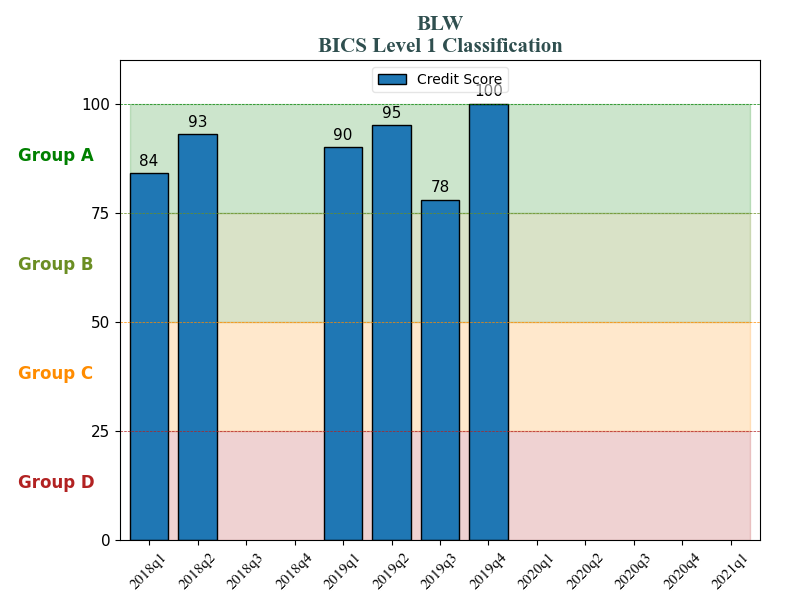 BLW
BICS Level 1 Classification
Credit Score
100
100
95
93
90
84
78
Group A
75
Group B
50
Group C
25
Group D
0
2018q1
2018q2
2018q3
2018q4
2019q1
2019q2
2019q3
2019q4
2020q1
2020q2
2020q3
2020q4
2021q1